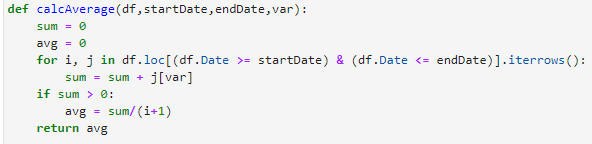 def calcAverage(df,startDate,endDate,var):
    sum = 0
    avg = 0
    for i, j in df.loc[(df.Date >= startDate) & (df.Date <= endDate)].iterrows():
        sum = sum + j[var]
    if sum > 0:
        avg = sum/(i+1)
    return avg